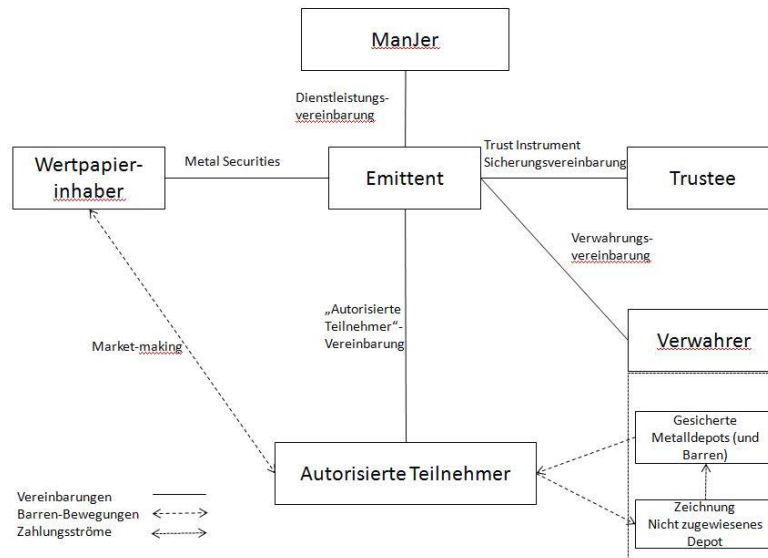 ManJer
Dienstleistungs-
vereinbarung
Wertpapier-
inhaber
Metal Securities
Emittent
Trust Instrument
Sicherungsvereinbarung
Trustee
Verwahrungs-
vereinbarung
„Autorisierte
Teilnehmer“-
Vereinbarung
Market-making
Verwahrer
Gesicherte
Metalldepots (und
Barren)
Autorisierte Teilnehmer
Zeichnung
Nicht zugewiesenes
Depot
Vereinbarungen
Barren-Bewegungen
Zahlungsströme